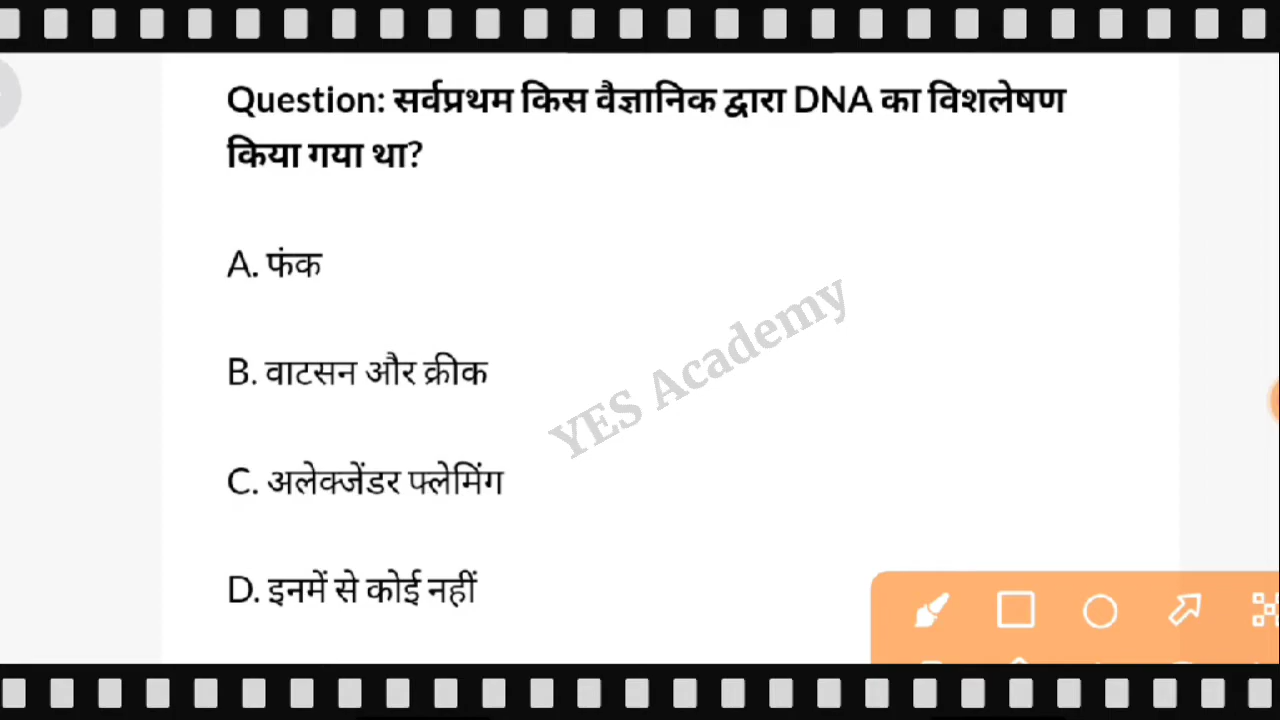 Question: सर्वप्रथम किस वैज्ञानिक द्वारा DNA का विशलेषण
किया गया था?
A. फंक
B. वाटसन और क्रीक
YES Academy
C. अलेक्जेंडर फ्लेमिंग
D. इनमें से कोई नहीं